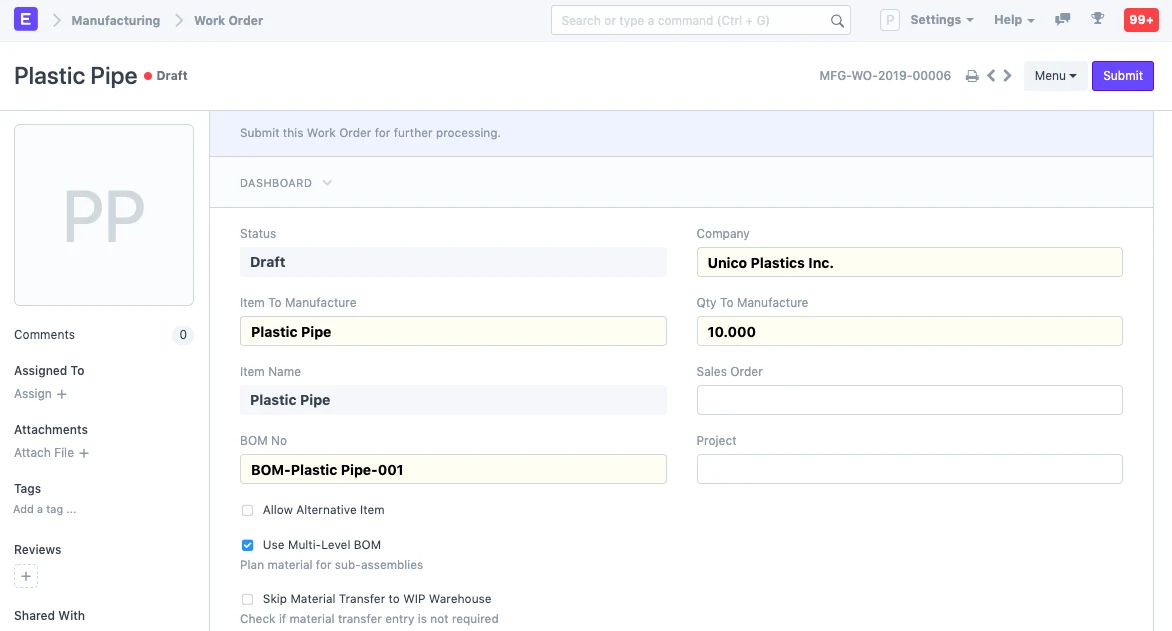 E Manufacturing Work Order Search or type a command (Ctrl + G) P Settings Help 99+
Plastic Pipe Draft MFG-WO-2019-00006 Menu Submit
PP
Comments 0
Assigned To
Assign +
Attachments
Attach File +
Tags
Add a tag ...
Reviews
+
Shared With
Submit this Work Order for further processing.
DASHBOARD
Status
Draft
Item To Manufacture
Plastic Pipe
Item Name
Plastic Pipe
BOM No
BOM-Plastic Pipe-001
Allow Alternative Item
Use Multi-Level BOM
Plan material for sub-assemblies
Skip Material Transfer to WIP Warehouse
Check if material transfer entry is not required
Company
Unico Plastics Inc.
Qty To Manufacture
10.000
Sales Order
Project